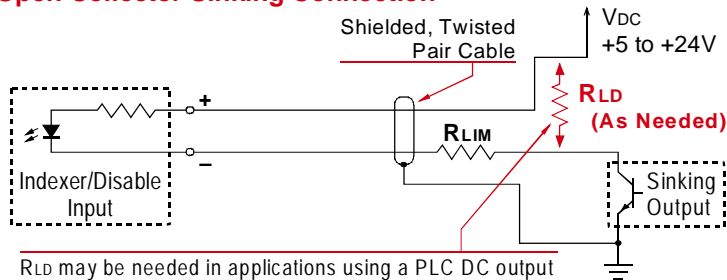 Open Collector Sinking Connection
Shielded, Twisted
Pair Cable
VDC
+5 to +24V
+
RLD
(As Needed)
RLIM
–
Indexer/Disable
Input
Sinking
Output
RLD may be needed in applications using a PLC DC output